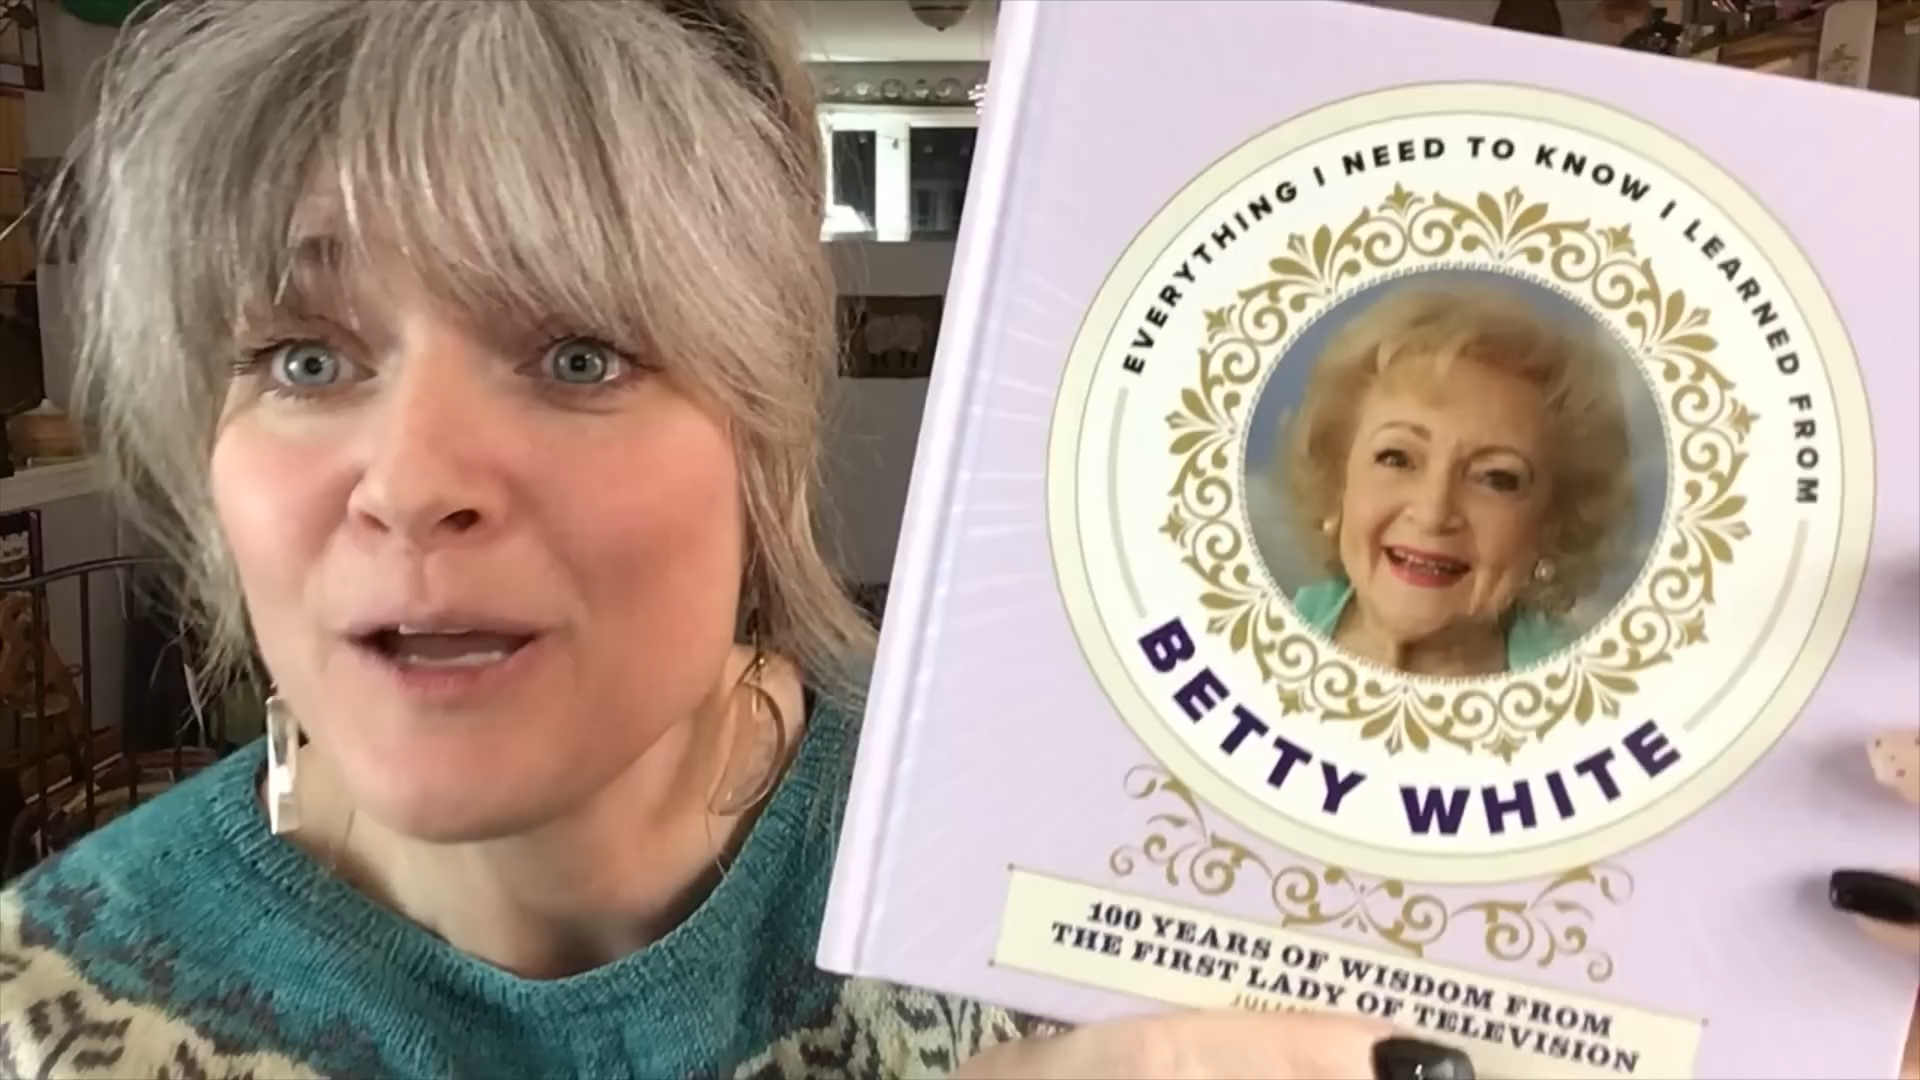 EVERYTHING I NEED TO KNOW I LEARNED FROM
BETTY WHITE
100 YEARS OF WISDOM FROM
THE FIRST LADY OF TELEVISION